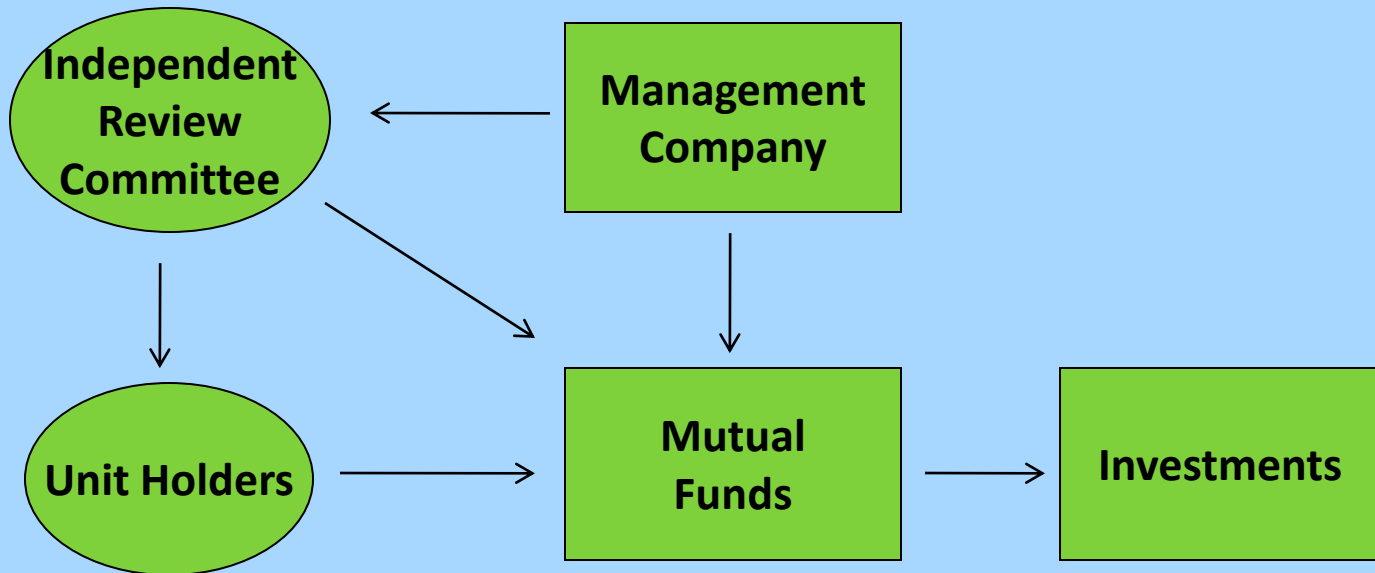 Independent
Review
Committee
Management
Company
Unit Holders
Mutual
Funds
Investments